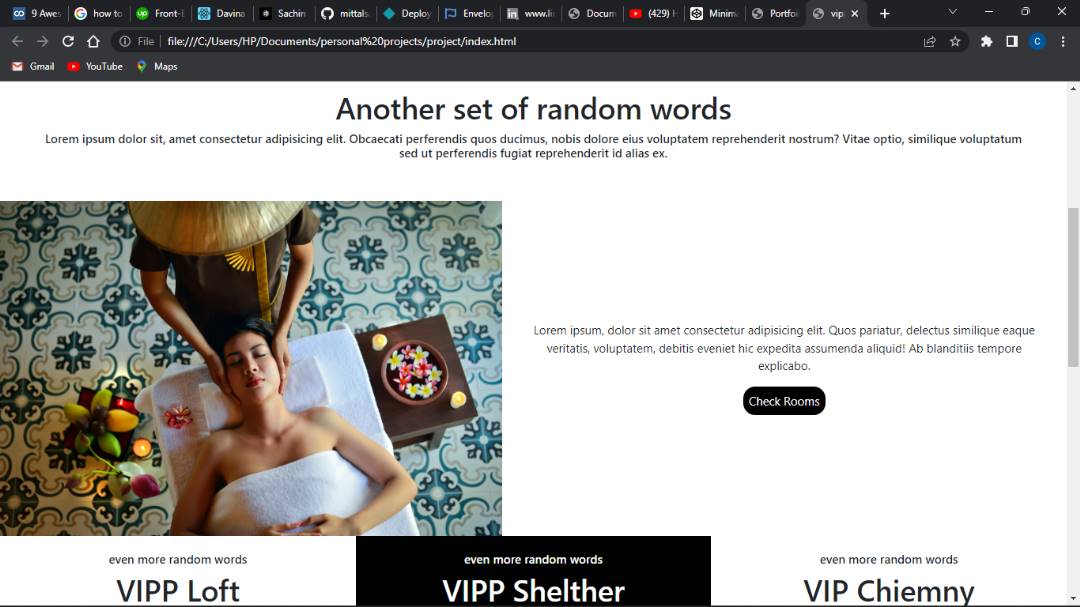 9 Awes
how to
Front-E
Davina
Sachin
mittals
Deploy
Envelo
www.li
Docum
(429) H
Minim
Portfo
vip
File
file:///C:/Users/HP/Documents/personal%20projects/project/index.html
C
Gmail
YouTube
Maps
Another set of random words
Lorem ipsum dolor sit, amet consectetur adipisicing elit. Obcaecati perferendis quos ducimus, nobis dolore eius voluptatem reprehenderit nostrum? Vitae optio, similique voluptatum
sed ut perferendis fugiat reprehenderit id alias ex.
Lorem ipsum, dolor sit amet consectetur adipisicing elit. Quos pariatur, delectus similique eaque
veritatis, voluptatem, debitis eveniet hic expedita assumenda aliquid! Ab blanditiis tempore
explicabo.
Check Rooms
even more random words
VIPP Loft
even more random words
VIPP Shelther
even more random words
VIP Chiemny